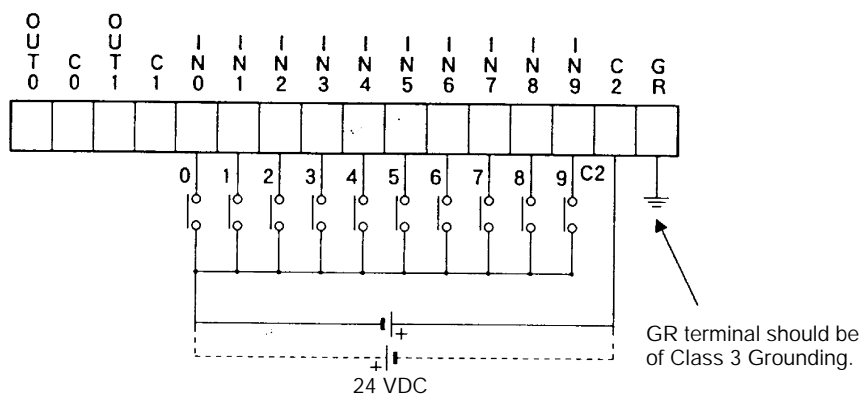 OUT0 C0 OUT1 C1 IN0 IN1 IN2 IN3 IN4 IN5 IN6 IN7 IN8 IN9 C2 GR
0 1 2 3 4 5 6 7 8 9 C2
+
+
24 VDC
GR terminal should be
of Class 3 Grounding.